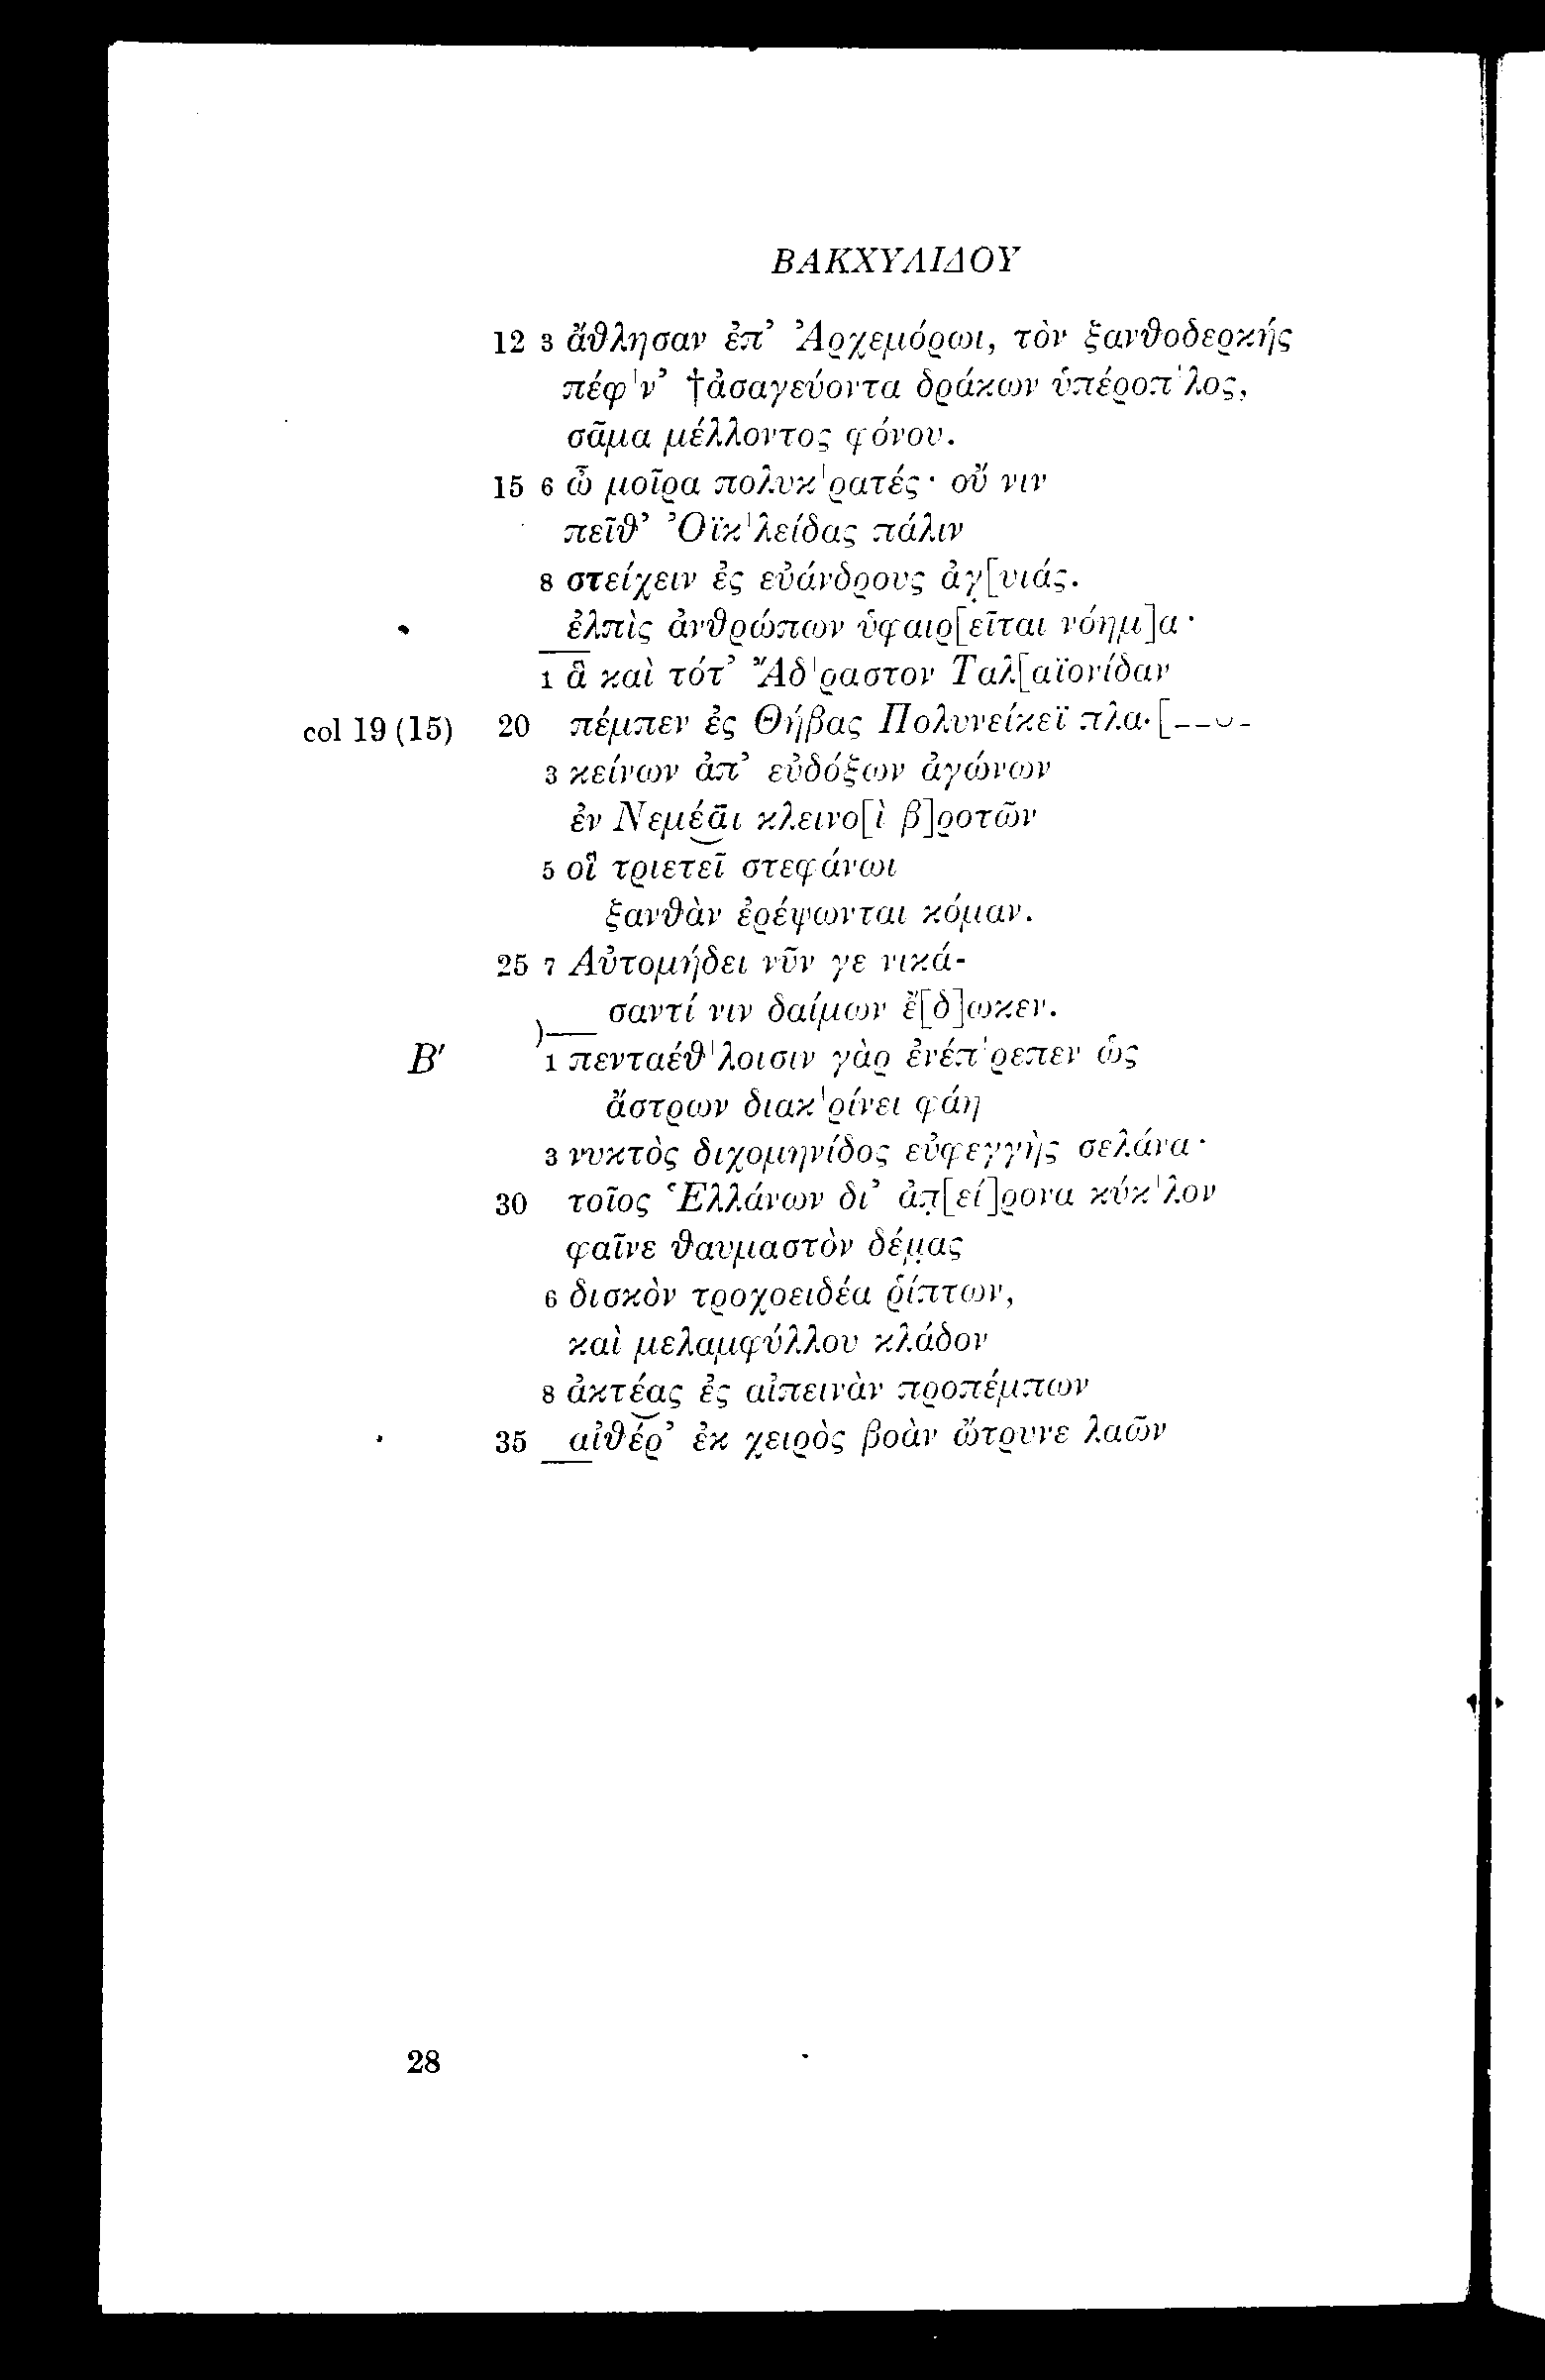 ΒΑΚΧΥΛΙΔΟΥ
12 3 ἄθλησαν ἐπ’ Ἀρχεμόρωι, τὸν ξανθοδερκής
πέφ'ν’ †ἀσαγεύοντα δράκων ὑπέροπ'λος,
σᾶμα μέλλοντος φόνου.
15 6 ὦ μοῖρα πολυκ'ρατές· οὔ νιν
πεῖθ’ Ὀϊκ'λείδας πάλιν
8 στείχειν ἐς εὐάνδρους ἀγ̣[υιάς.
ἐλπὶς ἀνθρώπων ὑφαιρ[εῖται νόημ]α·
1 ἃ καὶ τότ’ Ἄδ'ραστον Ταλ[αϊονίδαν
col 19 (15) 20 πέμπεν ἐς Θήβας Πολυνείκεϊ πλα·[––⏑–
3 κείνων ἀπ’ εὐδόξων ἀγώνων
ἐν Νεμέᾱι κλεινο[ὶ β]ροτῶν
5 οἳ τριετεῖ στεφάνωι
ξανθὰν ἐρέψωνται κόμαν.
25 7 Αὐτομήδει νῦν γε νικά-
σαντί νιν δαίμων ἔ[δ]ωκεν.
Β′ 1 πενταέθ'λοισιν γὰρ ἐνέπ'ρεπεν ὡς
ἄστρων διακ'ρίνει φάη
3 νυκτὸς διχομηνίδος εὐφεγγὴς σελάνα·
30 τοῖος Ἑλλάνων δι’ ἀπ̣[εί]ρονα κύκ'λον
φαῖνε θαυμαστὸν δέμ̣ας
6 δισκὸν τροχοειδέα ῥίπτων,
καὶ μελαμφύλλου κλάδον
8 ἀκτέας ἐς αἰπεινὰν προπέμπων
35 αἰθέρ’ ἐκ χειρὸς βοὰν ὤτρυνε λαῶν
28